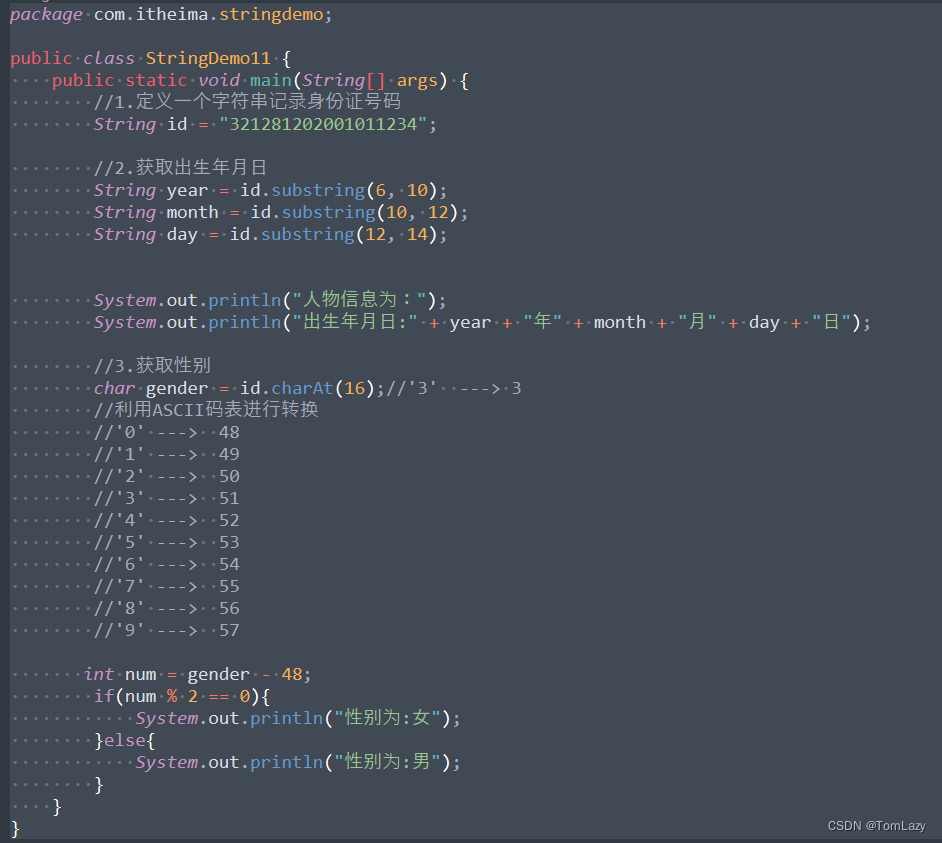 package com.itheima.stringdemo;
public class StringDemo11 {
public static void main(String[] args) {
//1.定义一个字符串记录身份证号码
String id = "321281202001011234";
//2.获取出生年月日
String year = id.substring(6, 10);
String month = id.substring(10, 12);
String day = id.substring(12, 14);
System.out.println("人物信息为：");
System.out.println("出生年月日:" + year + "年" + month + "月" + day + "日");
//3.获取性别
char gender = id.charAt(16);//'3'  ---> 3
//利用ASCII码表进行转换
//'0' --->  48
//'1' --->  49
//'2' --->  50
//'3' --->  51
//'4' --->  52
//'5' --->  53
//'6' --->  54
//'7' --->  55
//'8' --->  56
//'9' --->  57
int num = gender - 48;
if(num % 2 == 0){
System.out.println("性别为:女");
}else{
System.out.println("性别为:男");
}
}
}
CSDN @TomLazy